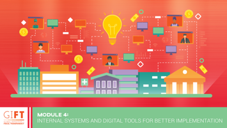 GIFT
MODULE 4:
INTERNAL SYSTEMS AND DIGITAL TOOLS FOR BETTER IMPLEMENTATION